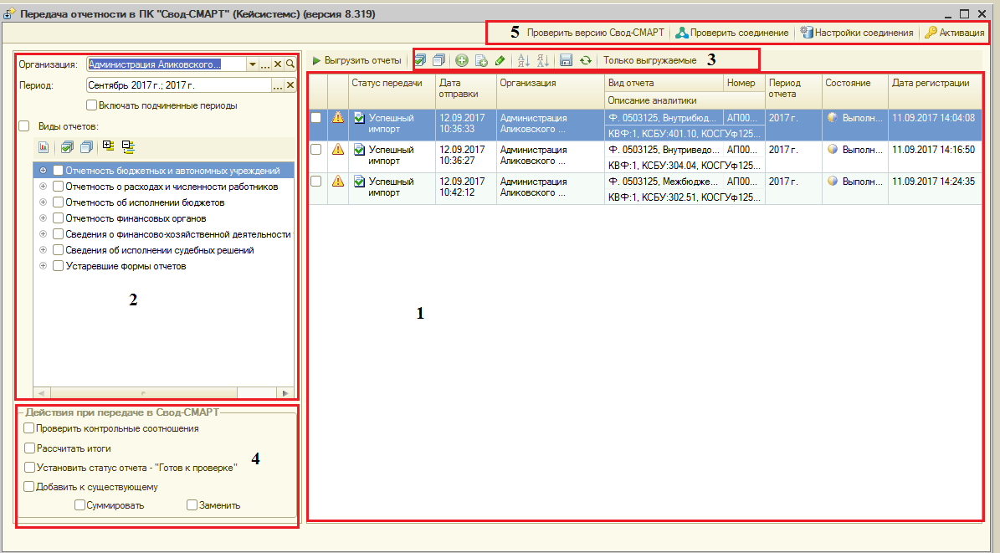 Передача отчетности в ПК "Свод-СМАРТ" (Кейсистемс) (версия 8.319)
5 Проверить версию Свод-СМАРТ Проверить соединение Настройки соединения Активация
Организация: Администрация Аликовского...
Период: Сентябрь 2017 г.; 2017 г.
Включать подчиненные периоды
Виды отчетов:
Отчетность бюджетных и автономных учреждений
Отчетность о расходах и численности работников
Отчетность об исполнении бюджетов
Отчетность финансовых органов
Сведения о финансово-хозяйственной деятельности
Сведения об исполнении судебных решений
Устаревшие формы отчетов
2
Действия при передаче в Свод-СМАРТ
Проверить контрольные соотношения
Рассчитать итоги
Установить статус отчета - "Готов к проверке"
4
Добавить к существующему
Суммировать Заменить
Выгрузить отчеты Только выгружаемые 3
Статус передачи Дата отправки Организация Вид отчета Номер Период отчета Состояние Дата регистрации
Описание аналитики
Успешный импорт 12.09.2017 10:36:33 Администрация Аликовского ... Ф. 0503125, Внутрибюд... АП00... 2017 г. Выполн... 11.09.2017 14:04:08
КВФ:1, КСБУ:401.10, КОСГУф125...
Успешный импорт 12.09.2017 10:36:27 Администрация Аликовского ... Ф. 0503125, Внутриведо... АП00... 2017 г. Выполн... 11.09.2017 14:16:50
КВФ:1, КСБУ:304.04, КОСГУф125...
Успешный импорт 12.09.2017 10:42:12 Администрация Аликовского ... Ф. 0503125, Межбюдже... АП00... 2017 г. Выполн... 11.09.2017 14:24:35
КВФ:1, КСБУ:302.51, КОСГУф125...
1